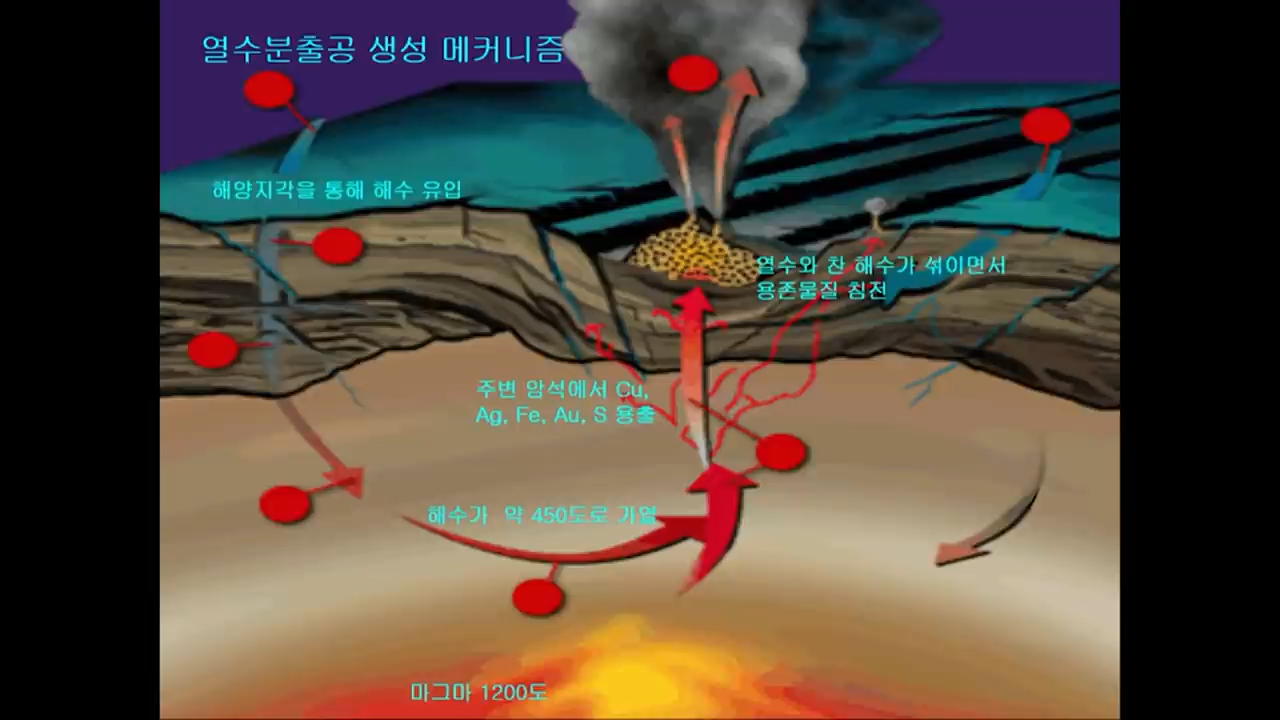 열수분출공 생성 메커니즘
해양지각을 통해 해수 유입
열수와 찬 해수가 섞이면서
용존물질 침전
주변 암석에서 Cu,
Ag, Fe, Au, S 용출
해수가 약 450도로 가열
마그마 1200도